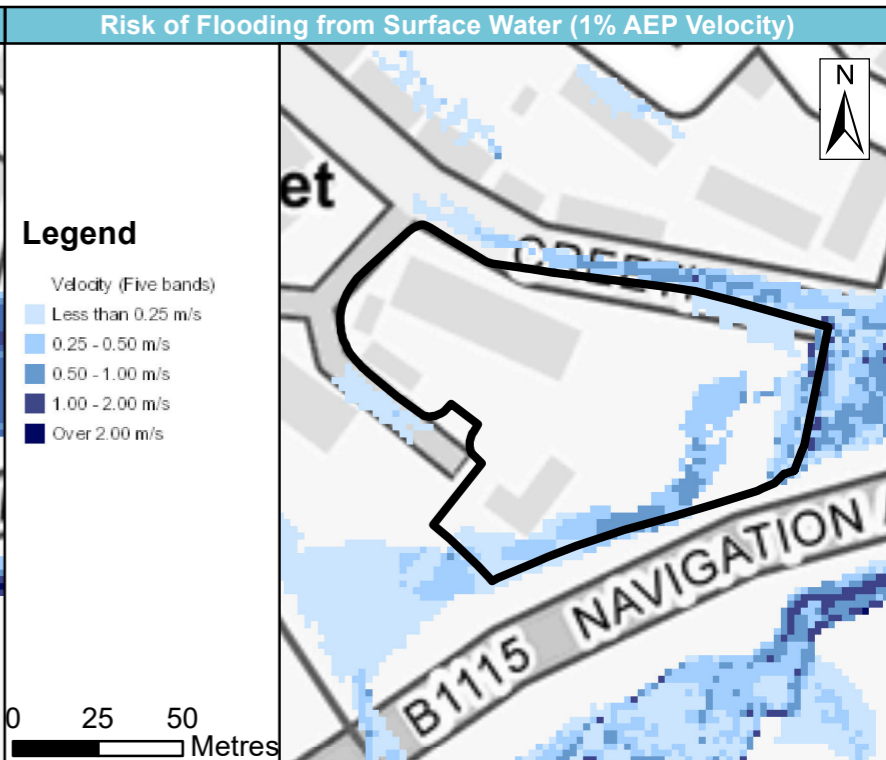 Risk of Flooding from Surface Water (1% AEP Velocity)
N
et
Legend
Velocity (Five bands)
Less than 0.25 m/s
0.25 - 0.50 m/s
0.50 - 1.00 m/s
1.00 - 2.00 m/s
Over 2.00 m/s
B1115 NAVIGATION
0 25 50
Metres